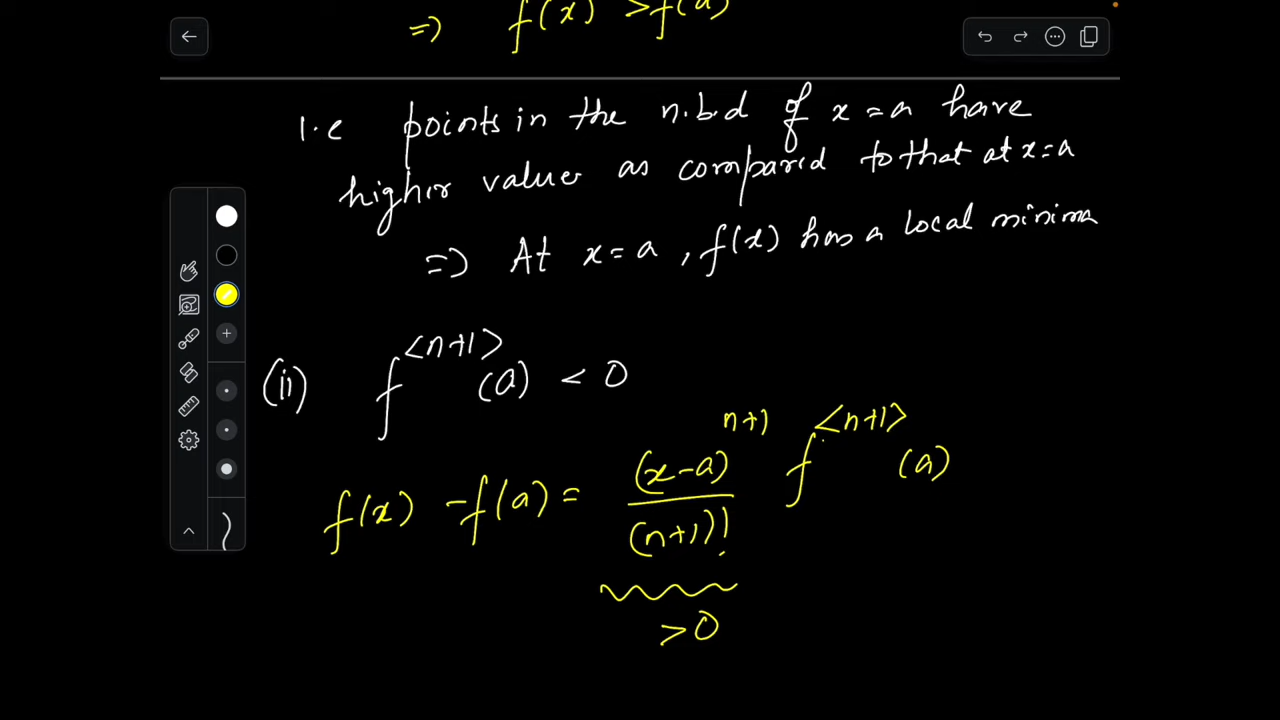 => f(x) > f(a)
i.e points in the n.b.d of x = a have
higher values as compared to that at x = a
=> At x = a , f(x) has a local minima
(ii) f^<n+1> (a) < 0
f(x) - f(a) = (x-a)^n+1 / (n+1)! f^<n+1> (a)
> 0